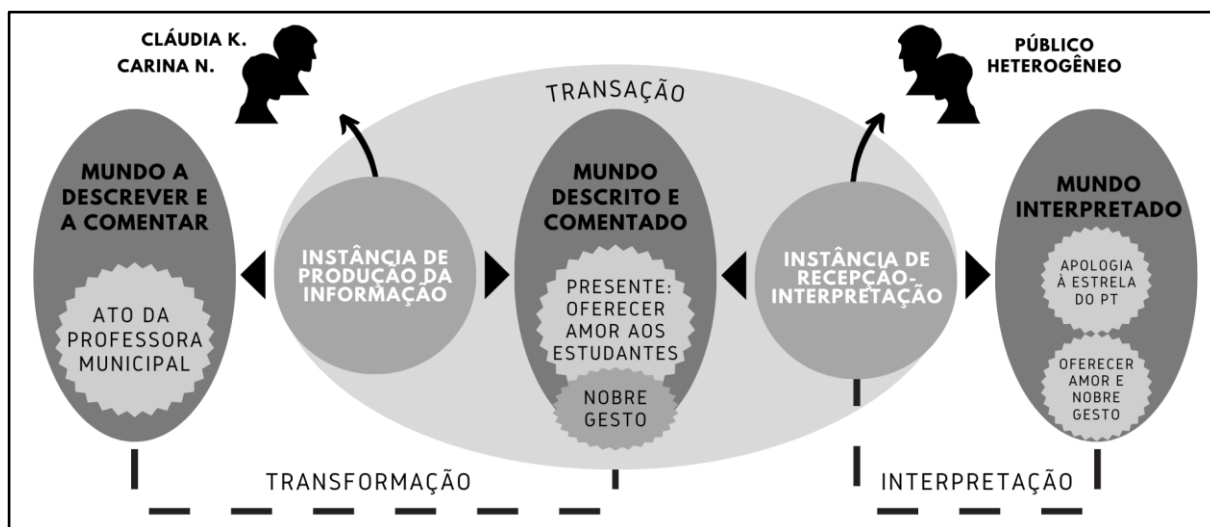 CLÁUDIA K.
CARINA N.
PÚBLICO
HETEROGÊNEO
TRANSAÇÃO
MUNDO A
DESCREVER E
A COMENTAR
ATO DA
PROFESSORA
MUNICIPAL
INSTÂNCIA DE
PRODUÇÃO DA
INFORMAÇÃO
MUNDO
DESCRITO E
COMENTADO
PRESENTE:
OFERECER
AMOR AOS
ESTUDANTES
NOBRE
GESTO
INSTÂNCIA DE
RECEPÇÃO-
INTERPRETAÇÃO
MUNDO
INTERPRETADO
APOLOGIA
À ESTRELA
DO PT
OFERECER
AMOR E
NOBRE
GESTO
TRANSFORMAÇÃO
INTERPRETAÇÃO